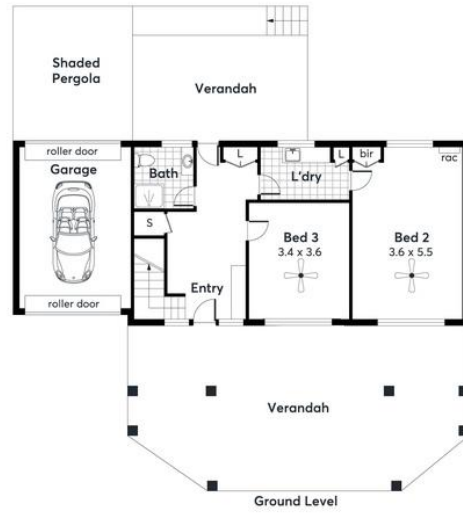 Shaded
Pergola
Verandah
roller door
Garage
Bath
L
L'dry
L
bir
rac
S
Bed 3
3.4 x 3.6
Bed 2
3.6 x 5.5
Entry
roller door
Verandah
Ground Level